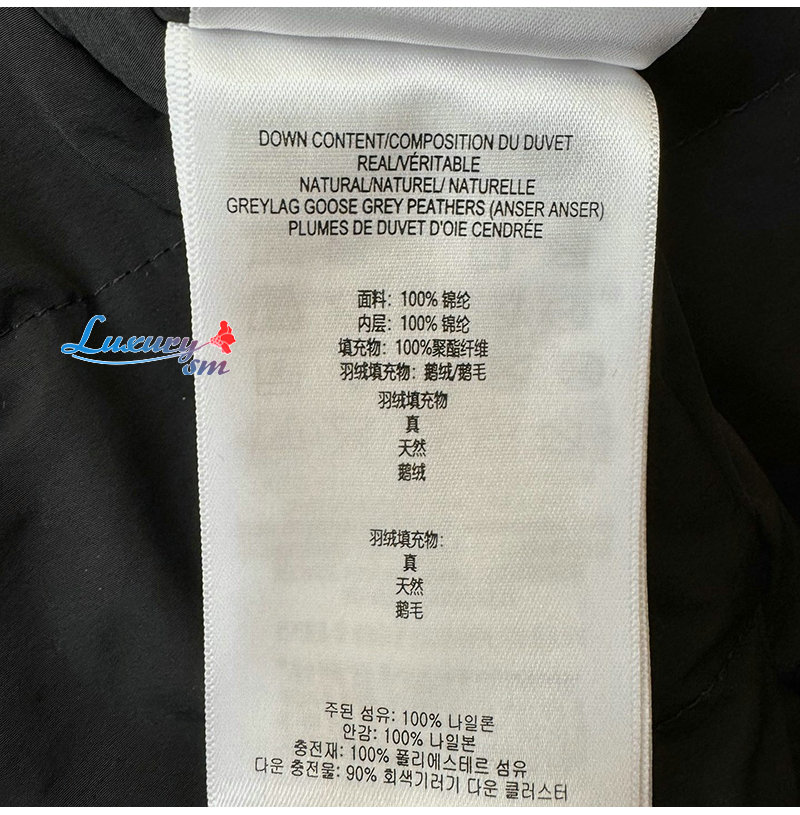 DOWN CONTENT/COMPOSITION DU DUVET
REAL/VÉRITABLE
NATURAL/NATUREL/ NATURELLE
GREYLAG GOOSE GREY PEATHERS (ANSER ANSER)
PLUMES DE DUVET D'OIE CENDRÉE
面料: 100% 锦纶
内层: 100% 锦纶
Luxury
sm
填充物: 100%聚酯纤维
羽绒填充物: 鹅绒/鹅毛
羽绒填充物
真
天然
鹅绒
羽绒填充物:
真
天然
鹅毛
주된 섬유: 100% 나일론
안감: 100% 나일본
충전재: 100% 폴리에스테르 섬유
다운 충전물: 90% 회색기러기 다운 클러스터